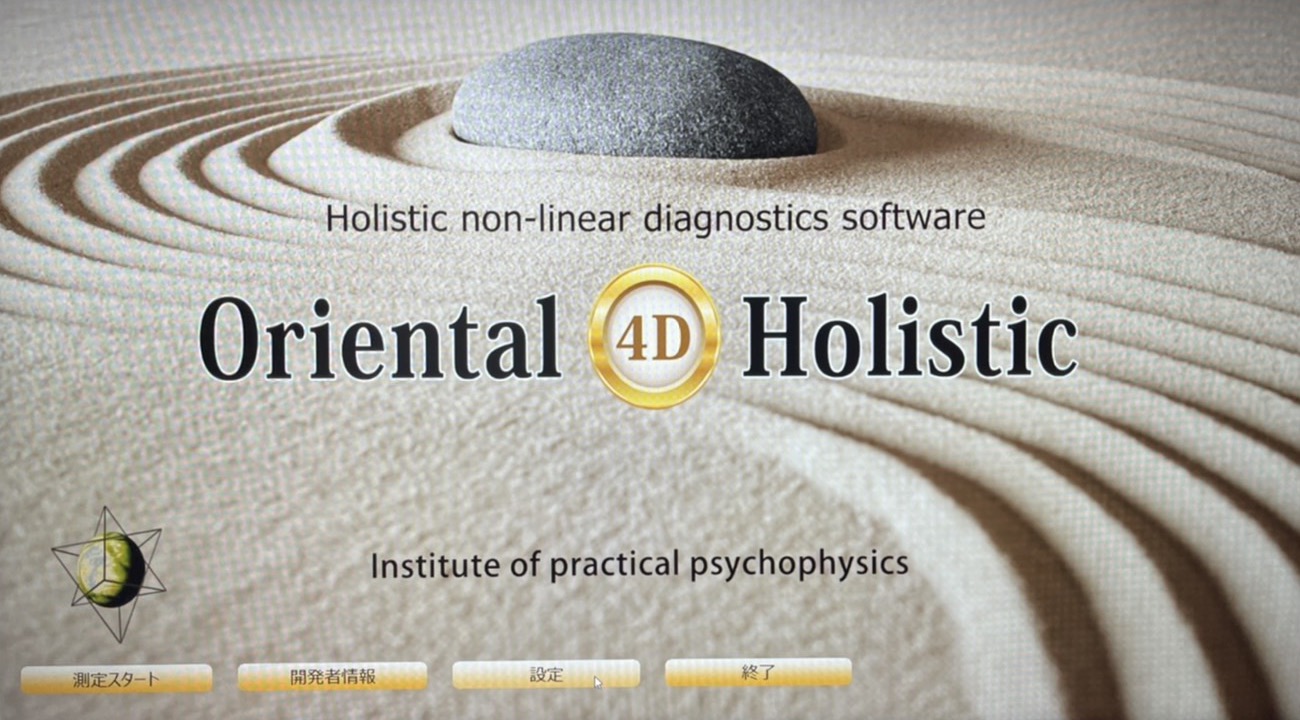 Holistic non-linear diagnostics software
Oriental 4D Holistic
Institute of practical psychophysics
測定スタート
開発者情報
設定
終了